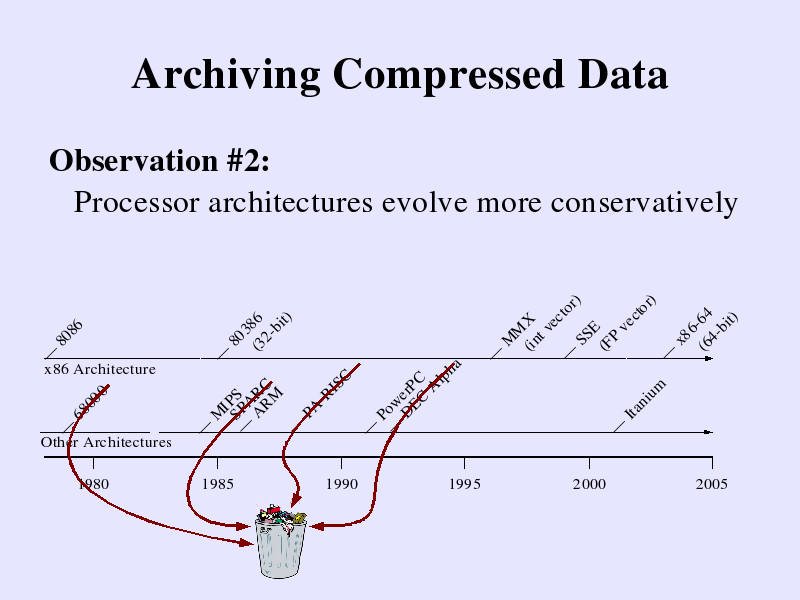 Archiving Compressed Data
Observation #2:
Processor architectures evolve more conservatively
8086
80386
(32-bit)
MMX
(int vector)
SSE
(FP vector)
x86-64
(64-bit)
x86 Architecture
68000
MIPS
SPARC
ARM
PA-RISC
PowerPC
DEC Alpha
Itanium
Other Architectures
1980 1985 1990 1995 2000 2005